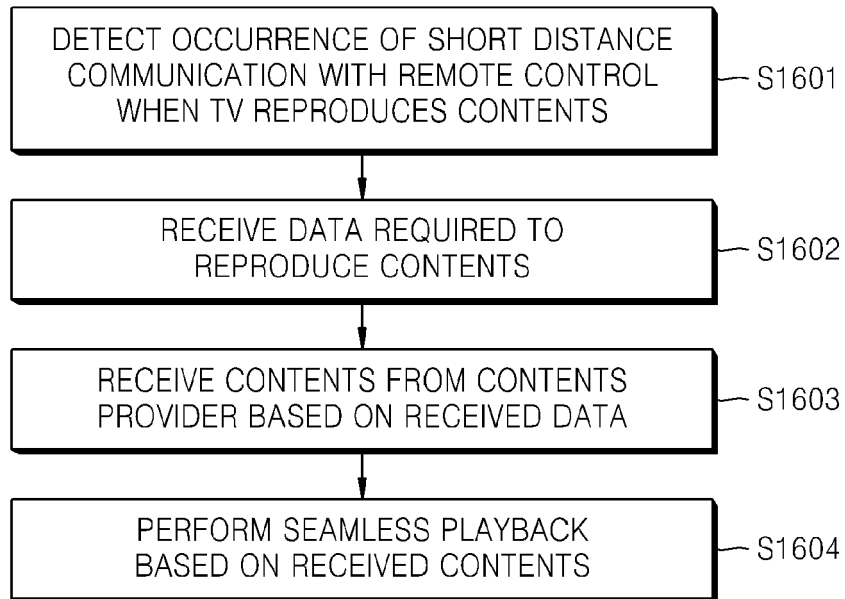 DETECT OCCURRENCE OF SHORT DISTANCE
COMMUNICATION WITH REMOTE CONTROL
WHEN TV REPRODUCES CONTENTS
S1601
RECEIVE DATA REQUIRED TO
REPRODUCE CONTENTS
S1602
RECEIVE CONTENTS FROM CONTENTS
PROVIDER BASED ON RECEIVED DATA
S1603
PERFORM SEAMLESS PLAYBACK
BASED ON RECEIVED CONTENTS
S1604